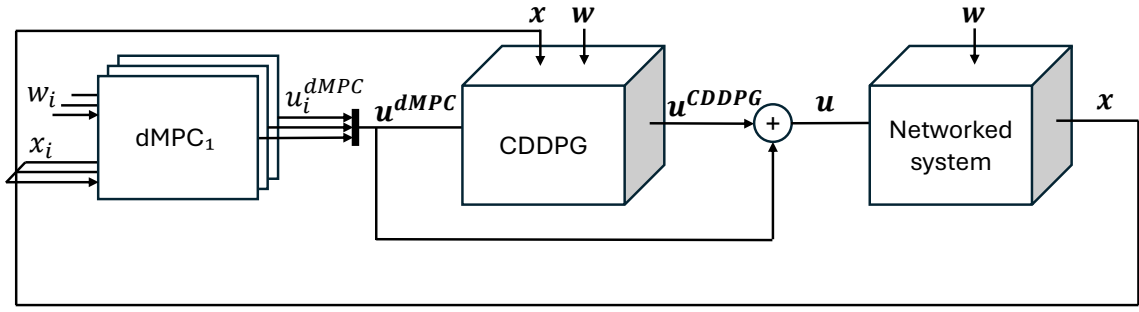 x w w
w_i
x_i
dMPC₁
u_i^{dMPC}
u^{dMPC}
CDDPG
u^{CDDPG}
+
u
Networked
system
x